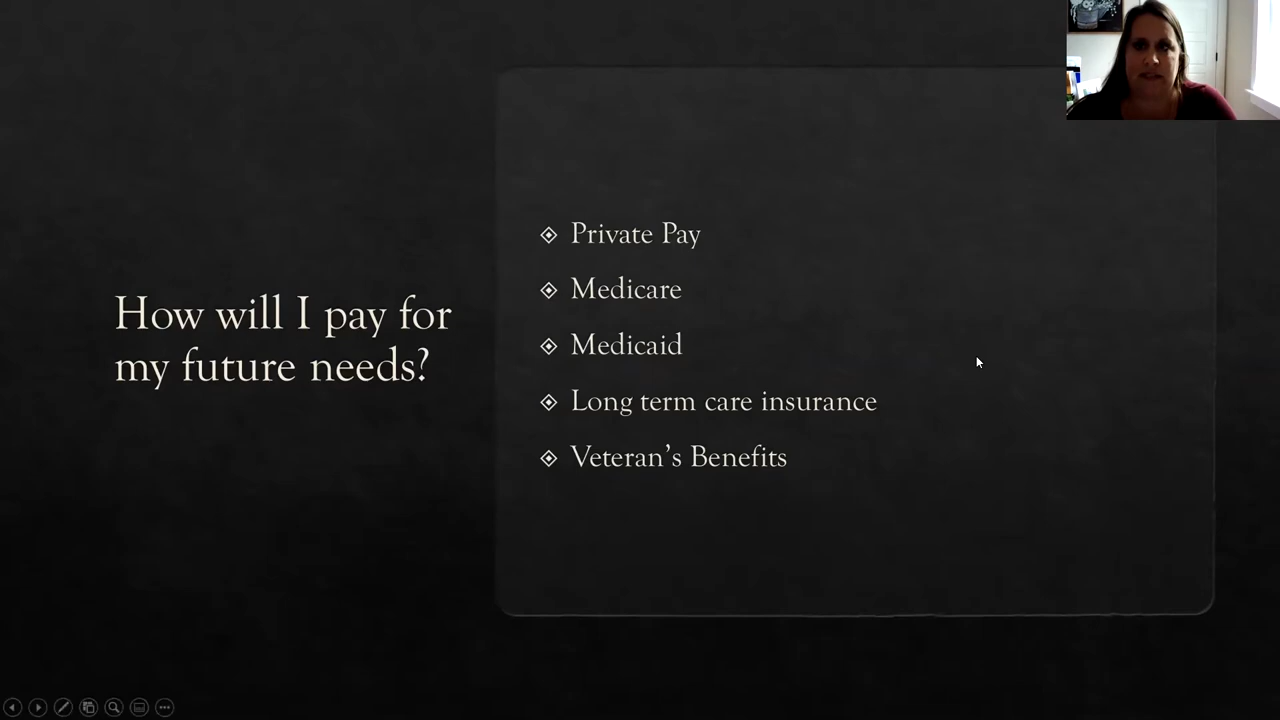 How will I pay for
my future needs?
Private Pay
Medicare
Medicaid
Long term care insurance
Veteran’s Benefits